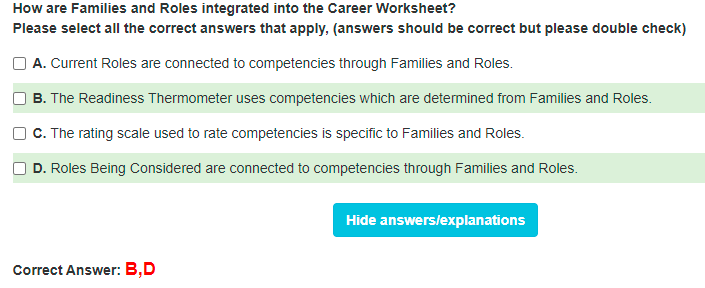 How are Families and Roles integrated into the Career Worksheet?
Please select all the correct answers that apply, (answers should be correct but please double check)
A. Current Roles are connected to competencies through Families and Roles.
B. The Readiness Thermometer uses competencies which are determined from Families and Roles.
C. The rating scale used to rate competencies is specific to Families and Roles.
D. Roles Being Considered are connected to competencies through Families and Roles.
Hide answers/explanations
Correct Answer: B,D